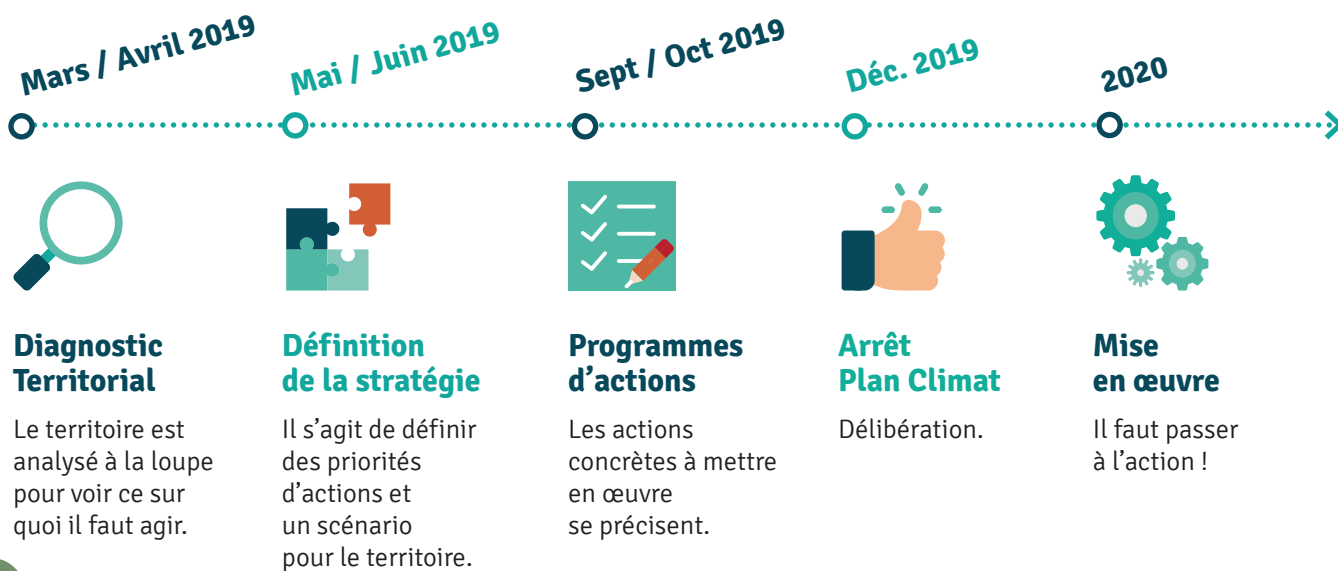 Mars / Avril 2019
Mai / Juin 2019
Sept / Oct 2019
Déc. 2019
2020
Diagnostic
Territorial
Le territoire est
analysé à la loupe
pour voir ce sur
quoi il faut agir.
Définition
de la stratégie
Il s’agit de définir
des priorités
d’actions et
un scénario
pour le territoire.
Programmes
d’actions
Les actions
concrètes à mettre
en œuvre
se précisent.
Arrêt
Plan Climat
Délibération.
Mise
en œuvre
Il faut passer
à l’action !